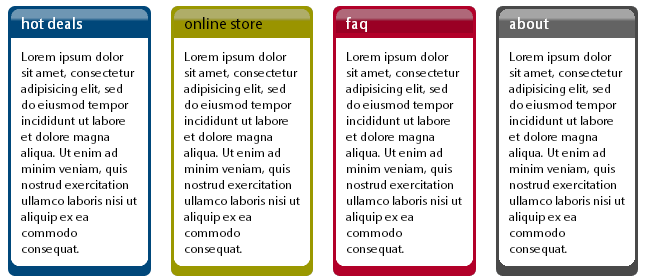 hot deals
Lorem ipsum dolor
sit amet, consectetur
adipisicing elit, sed
do eiusmod tempor
incididunt ut labore
et dolore magna
aliqua. Ut enim ad
minim veniam, quis
nostrud exercitation
ullamco laboris nisi ut
aliquip ex ea
commodo
consequat.
online store
Lorem ipsum dolor
sit amet, consectetur
adipisicing elit, sed
do eiusmod tempor
incididunt ut labore
et dolore magna
aliqua. Ut enim ad
minim veniam, quis
nostrud exercitation
ullamco laboris nisi ut
aliquip ex ea
commodo
consequat.
faq
Lorem ipsum dolor
sit amet, consectetur
adipisicing elit, sed
do eiusmod tempor
incididunt ut labore
et dolore magna
aliqua. Ut enim ad
minim veniam, quis
nostrud exercitation
ullamco laboris nisi ut
aliquip ex ea
commodo
consequat.
about
Lorem ipsum dolor
sit amet, consectetur
adipisicing elit, sed
do eiusmod tempor
incididunt ut labore
et dolore magna
aliqua. Ut enim ad
minim veniam, quis
nostrud exercitation
ullamco laboris nisi ut
aliquip ex ea
commodo
consequat.